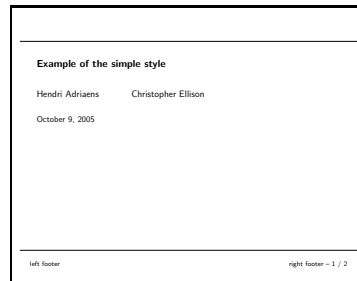 Example of the simple style
Hendri Adriaens Christopher Ellison
October 9, 2005
left footer right footer – 1 / 2